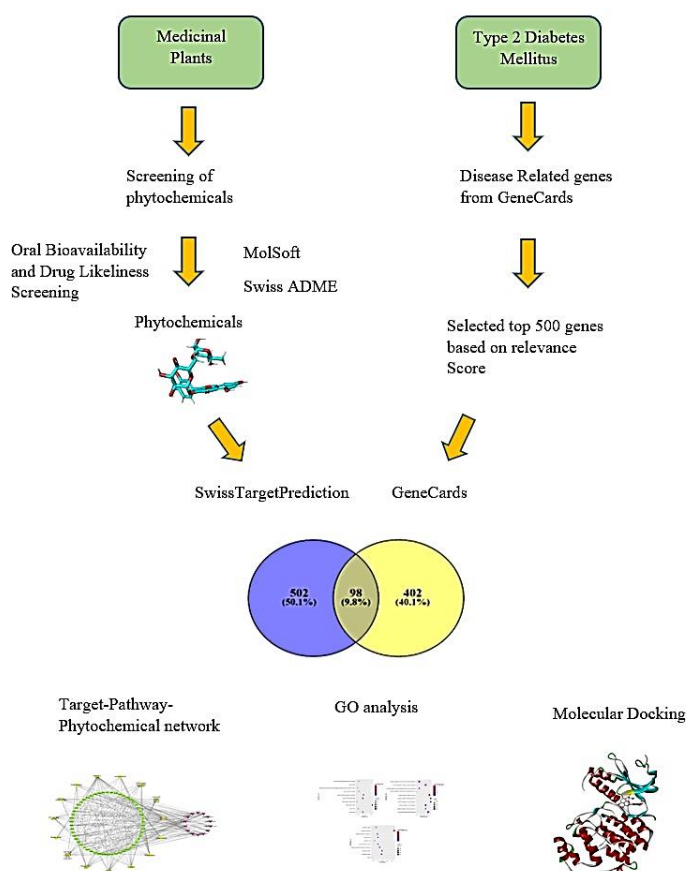 Medicinal
Plants
Type 2 Diabetes
Mellitus
Screening of
phytochemicals
Disease Related genes
from GeneCards
Oral Bioavailability
and Drug Likeliness
Screening
MolSoft
Swiss ADME
Phytochemicals
Selected top 500 genes
based on relevance
Score
SwissTargetPrediction
GeneCards
502
(50.1%)
98
(9.8%)
402
(40.1%)
Target-Pathway-
Phytochemical network
GO analysis
Molecular Docking